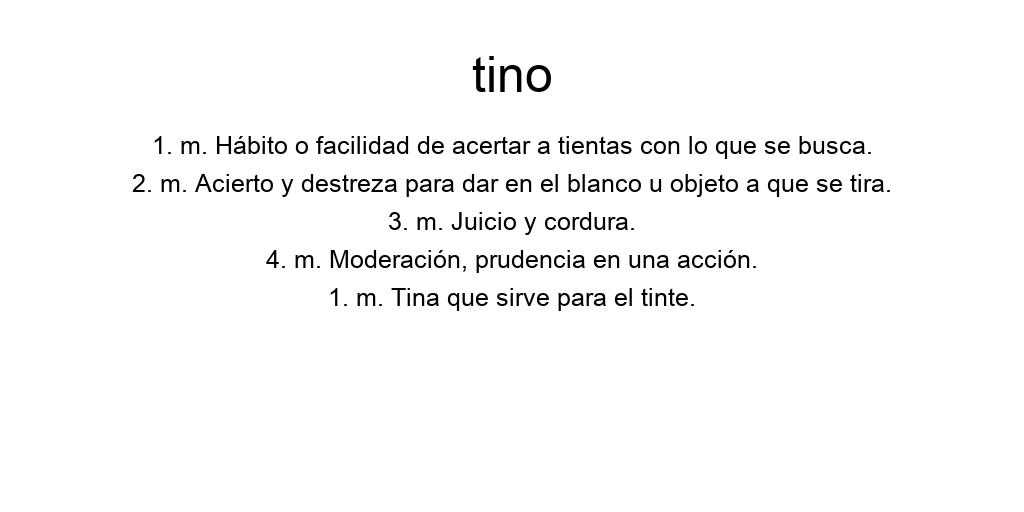 tino
1. m. Hábito o facilidad de acertar a tientas con lo que se busca.
2. m. Acierto y destreza para dar en el blanco u objeto a que se tira.
3. m. Juicio y cordura.
4. m. Moderación, prudencia en una acción.
1. m. Tina que sirve para el tinte.